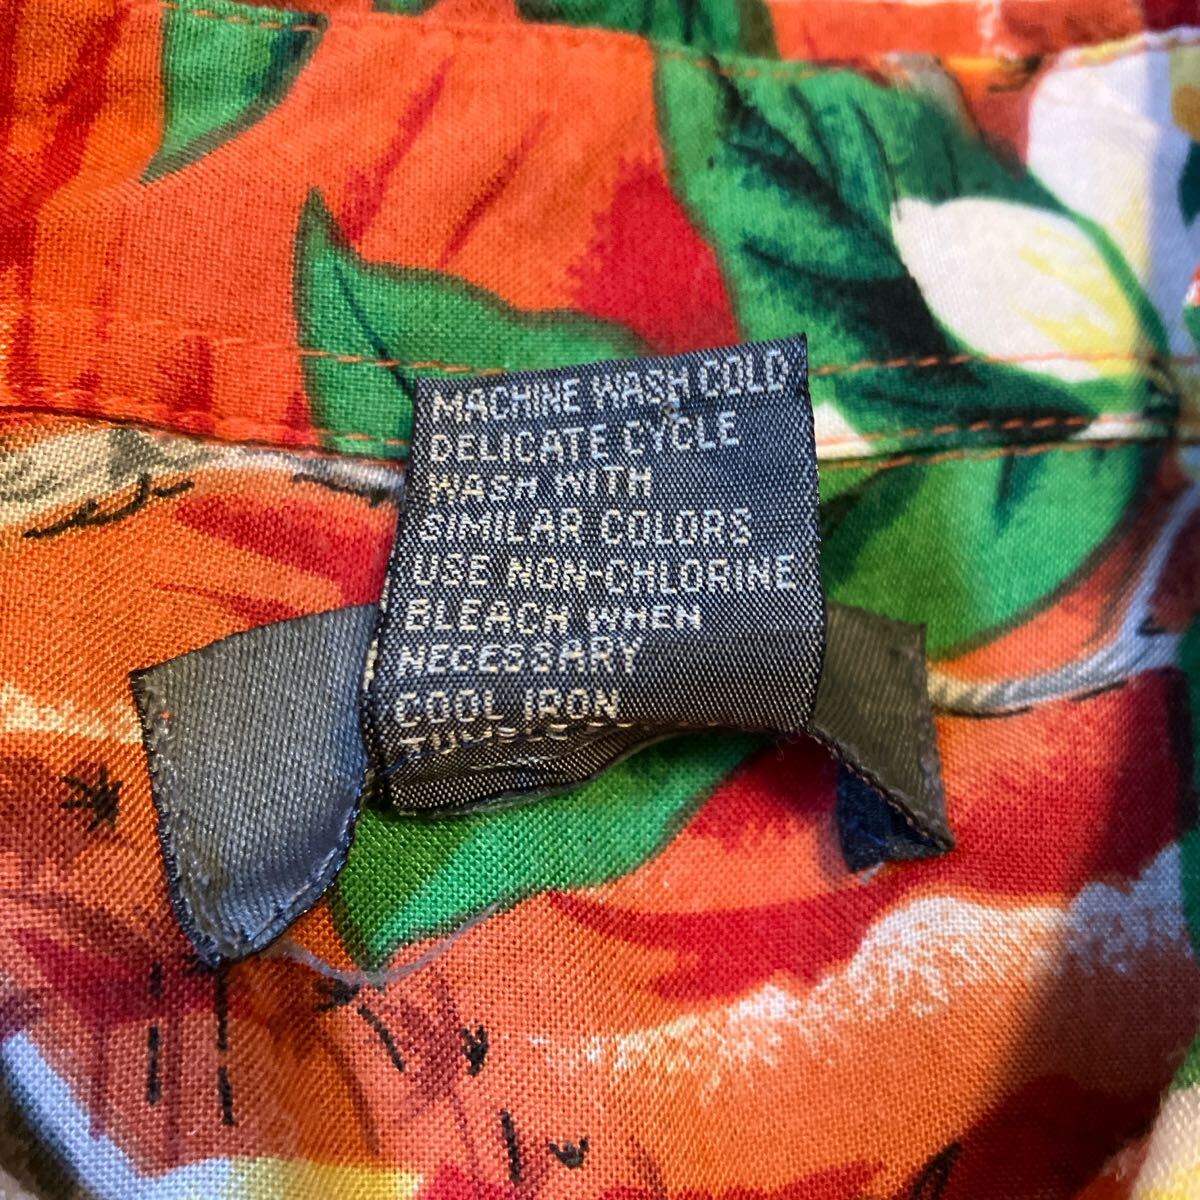 MACHINE WASH COLD
DELICATE CYCLE
WASH WITH
SIMILAR COLORS
USE NON-CHLORINE
BLEACH WHEN
NECESSARY
COOL IRON